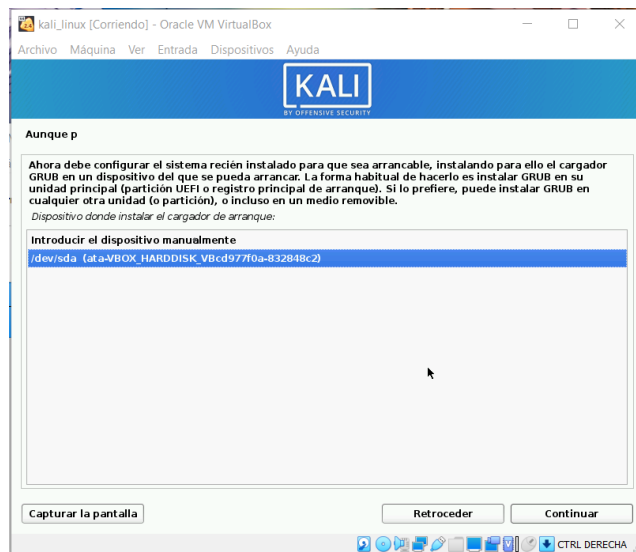 kali_linux [Corriendo] - Oracle VM VirtualBox
Archivo Máquina Ver Entrada Dispositivos Ayuda
KALI
BY OFFENSIVE SECURITY
Aunque p
Ahora debe configurar el sistema recién instalado para que sea arrancable, instalando para ello el cargador
GRUB en un dispositivo del que se pueda arrancar. La forma habitual de hacerlo es instalar GRUB en su
unidad principal (partición UEFI o registro principal de arranque). Si lo prefiere, puede instalar GRUB en
cualquier otra unidad (o partición), o incluso en un medio removible.
Dispositivo donde instalar el cargador de arranque:
Introducir el dispositivo manualmente
/dev/sda (ata-VBOX_HARDDISK_VBcd977f0a-832848c2)
Capturar la pantalla
Retroceder
Continuar
CTRL DERECHA